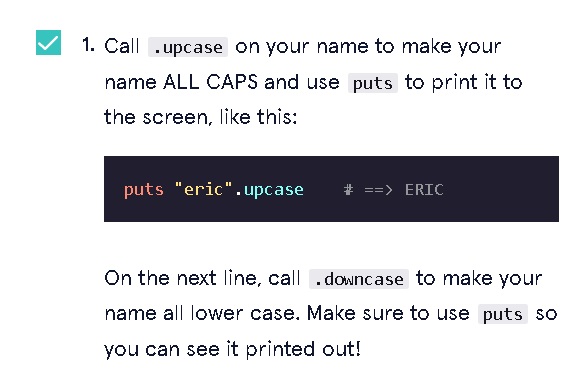 1. Call .upcase on your name to make your
name ALL CAPS and use puts to print it to
the screen, like this:
puts "eric".upcase    # ==> ERIC
On the next line, call .downcase to make your
name all lower case. Make sure to use puts so
you can see it printed out!